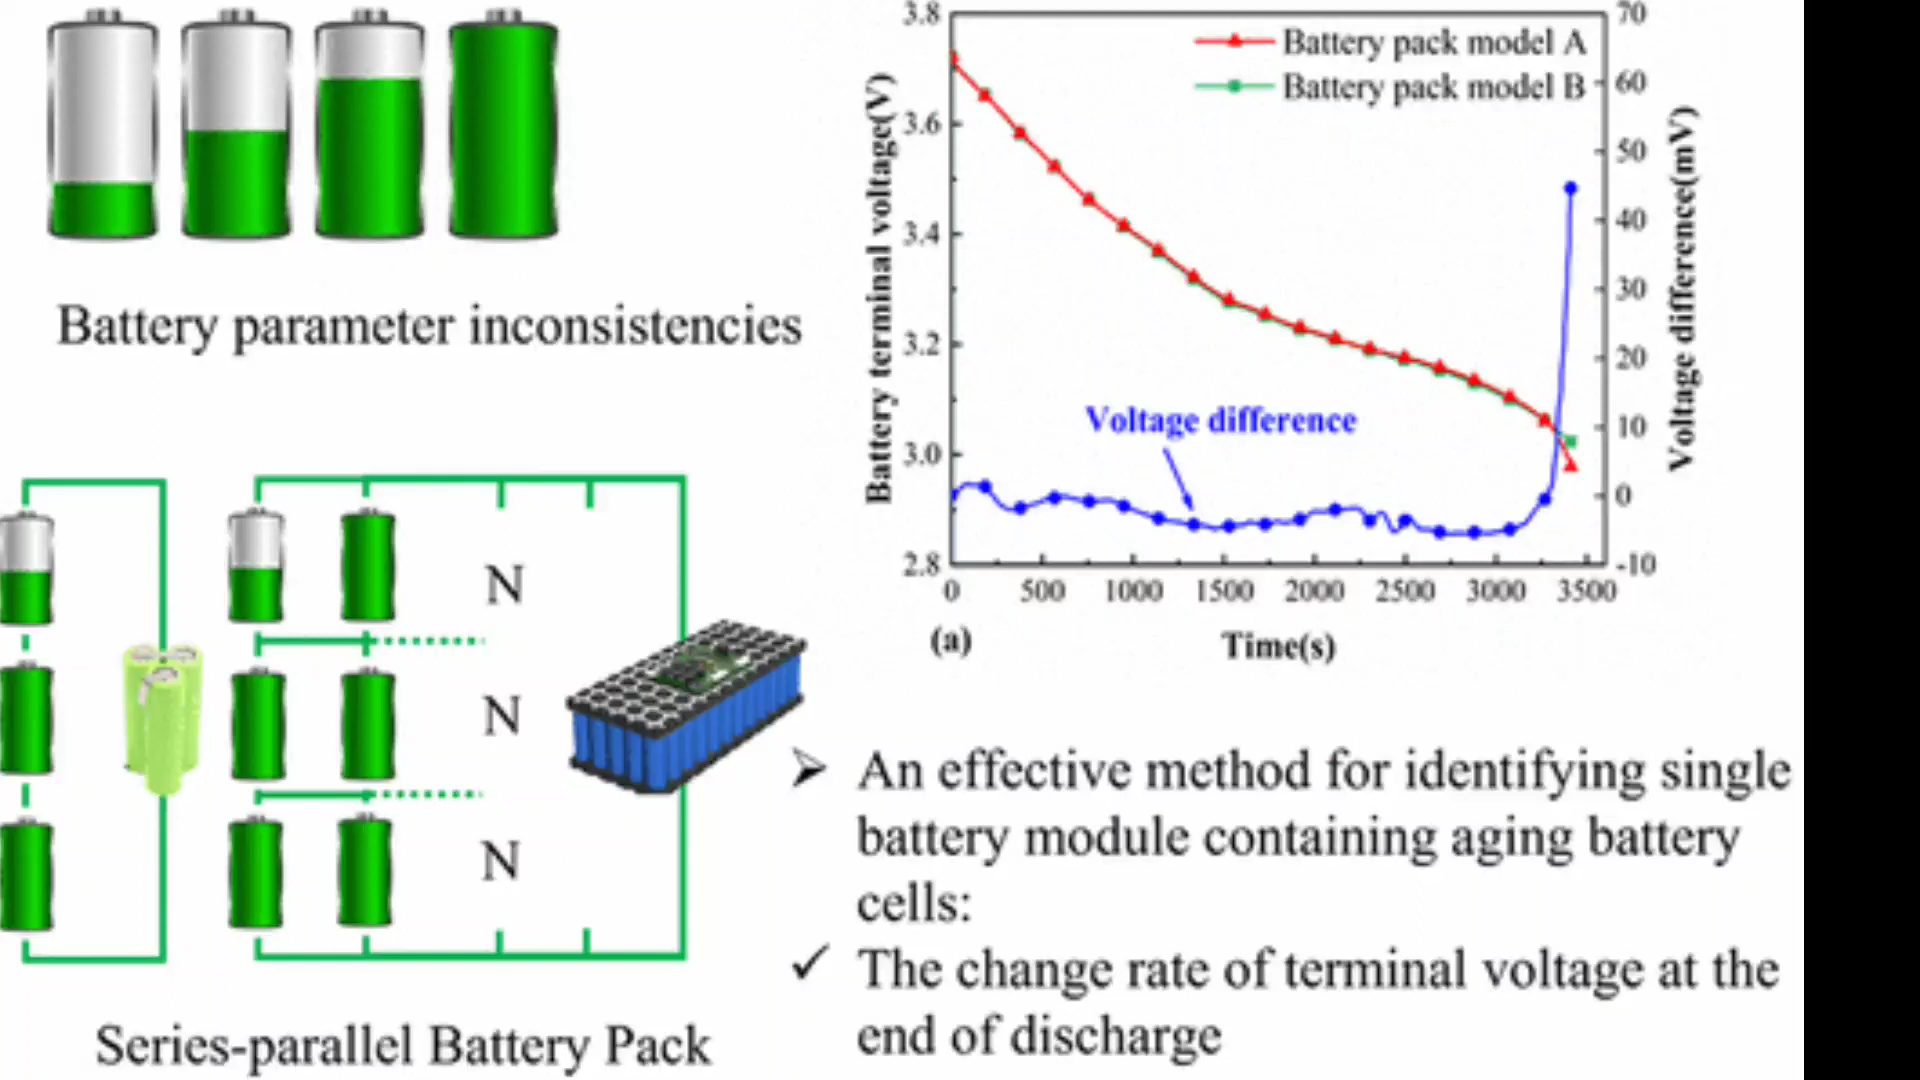 Battery parameter inconsistencies
N
N
N
Series-parallel Battery Pack
Battery pack model A
Battery pack model B
Battery terminal voltage(V)
3.8
3.6
3.4
3.2
3.0
2.8
Voltage difference
Voltage difference(mV)
70
60
50
40
30
20
10
0
-10
0 500 1000 1500 2000 2500 3000 3500
(a) Time(s)
➢ An effective method for identifying single
battery module containing aging battery
cells:
✓ The change rate of terminal voltage at the
end of discharge